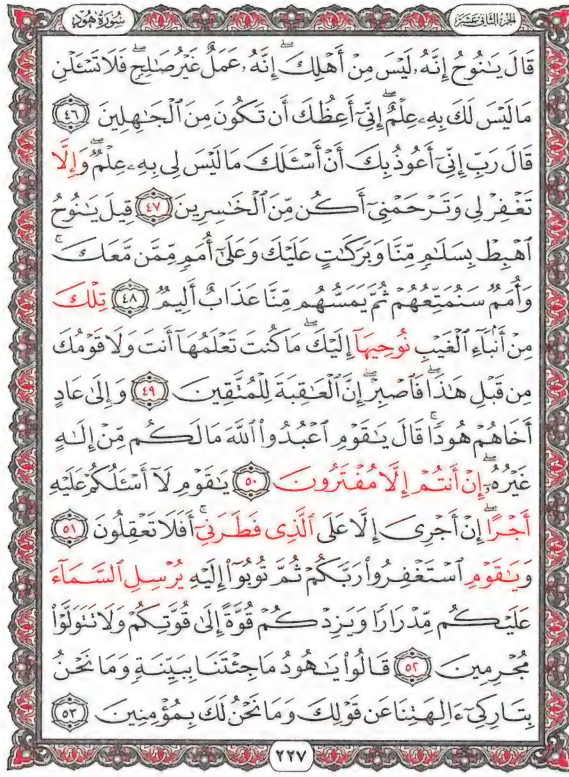 الجزء الثاني عشر
سُورَةُ هُودٍ
قَالَ يَـٰنُوحُ إِنَّهُۥ لَيْسَ مِنْ أَهْلِكَ ۖ إِنَّهُۥ عَمَلٌ غَيْرُ صَـٰلِحٍ ۖ فَلَا تَسْـَٔلْنِ
مَا لَيْسَ لَكَ بِهِۦ عِلْمٌ ۖ إِنِّىٓ أَعِظُكَ أَن تَكُونَ مِنَ ٱلْجَـٰهِلِينَ ٤٦
قَالَ رَبِّ إِنِّىٓ أَعُوذُ بِكَ أَنْ أَسْـَٔلَكَ مَا لَيْسَ لِى بِهِۦ عِلْمٌ ۖ وَإِلَّا
تَغْفِرْ لِى وَتَرْحَمْنِىٓ أَكُن مِّنَ ٱلْخَـٰسِرِينَ ٤٧ قِيلَ يَـٰنُوحُ
ٱهْبِطْ بِسَلَـٰمٍ مِّنَّا وَبَرَكَـٰتٍ عَلَيْكَ وَعَلَىٰٓ أُمَمٍ مِّمَّن مَّعَكَ ۚ
وَأُمَمٌ سَنُمَتِّعُهُمْ ثُمَّ يَمَسُّهُم مِّنَّا عَذَابٌ أَلِيمٌ ٤٨ تِلْكَ
مِنْ أَنۢبَآءِ ٱلْغَيْبِ نُوحِيهَآ إِلَيْكَ ۖ مَا كُنتَ تَعْلَمُهَآ أَنتَ وَلَا قَوْمُكَ
مِن قَبْلِ هَـٰذَا ۖ فَٱصْبِرْ ۖ إِنَّ ٱلْعَـٰقِبَةَ لِلْمُتَّقِينَ ٤٩ وَإِلَىٰ عَادٍ
أَخَاهُمْ هُودًا ۚ قَالَ يَـٰقَوْمِ ٱعْبُدُوا۟ ٱللَّهَ مَا لَكُم مِّنْ إِلَـٰهٍ
غَيْرُهُۥٓ ۖ إِنْ أَنتُمْ إِلَّا مُفْتَرُونَ ٥٠ يَـٰقَوْمِ لَآ أَسْـَٔلُكُمْ عَلَيْهِ
أَجْرًا ۖ إِنْ أَجْرِىَ إِلَّا عَلَى ٱلَّذِى فَطَرَنِىٓ ۚ أَفَلَا تَعْقِلُونَ ٥١
وَيَـٰقَوْمِ ٱسْتَغْفِرُوا۟ رَبَّكُمْ ثُمَّ تُوبُوٓا۟ إِلَيْهِ يُرْسِلِ ٱلسَّمَآءَ
عَلَيْكُم مِّدْرَارًا وَيَزِدْكُمْ قُوَّةً إِلَىٰ قُوَّتِكُمْ وَلَا تَتَوَلَّوْا۟
مُجْرِمِينَ ٥٢ قَالُوا۟ يَـٰهُودُ مَا جِئْتَنَا بِبَيِّنَةٍ وَمَا نَحْنُ
بِتَارِكِىٓ ءَالِهَتِنَا عَن قَوْلِكَ وَمَا نَحْنُ لَكَ بِمُؤْمِنِينَ ٥٣
٢٢٧